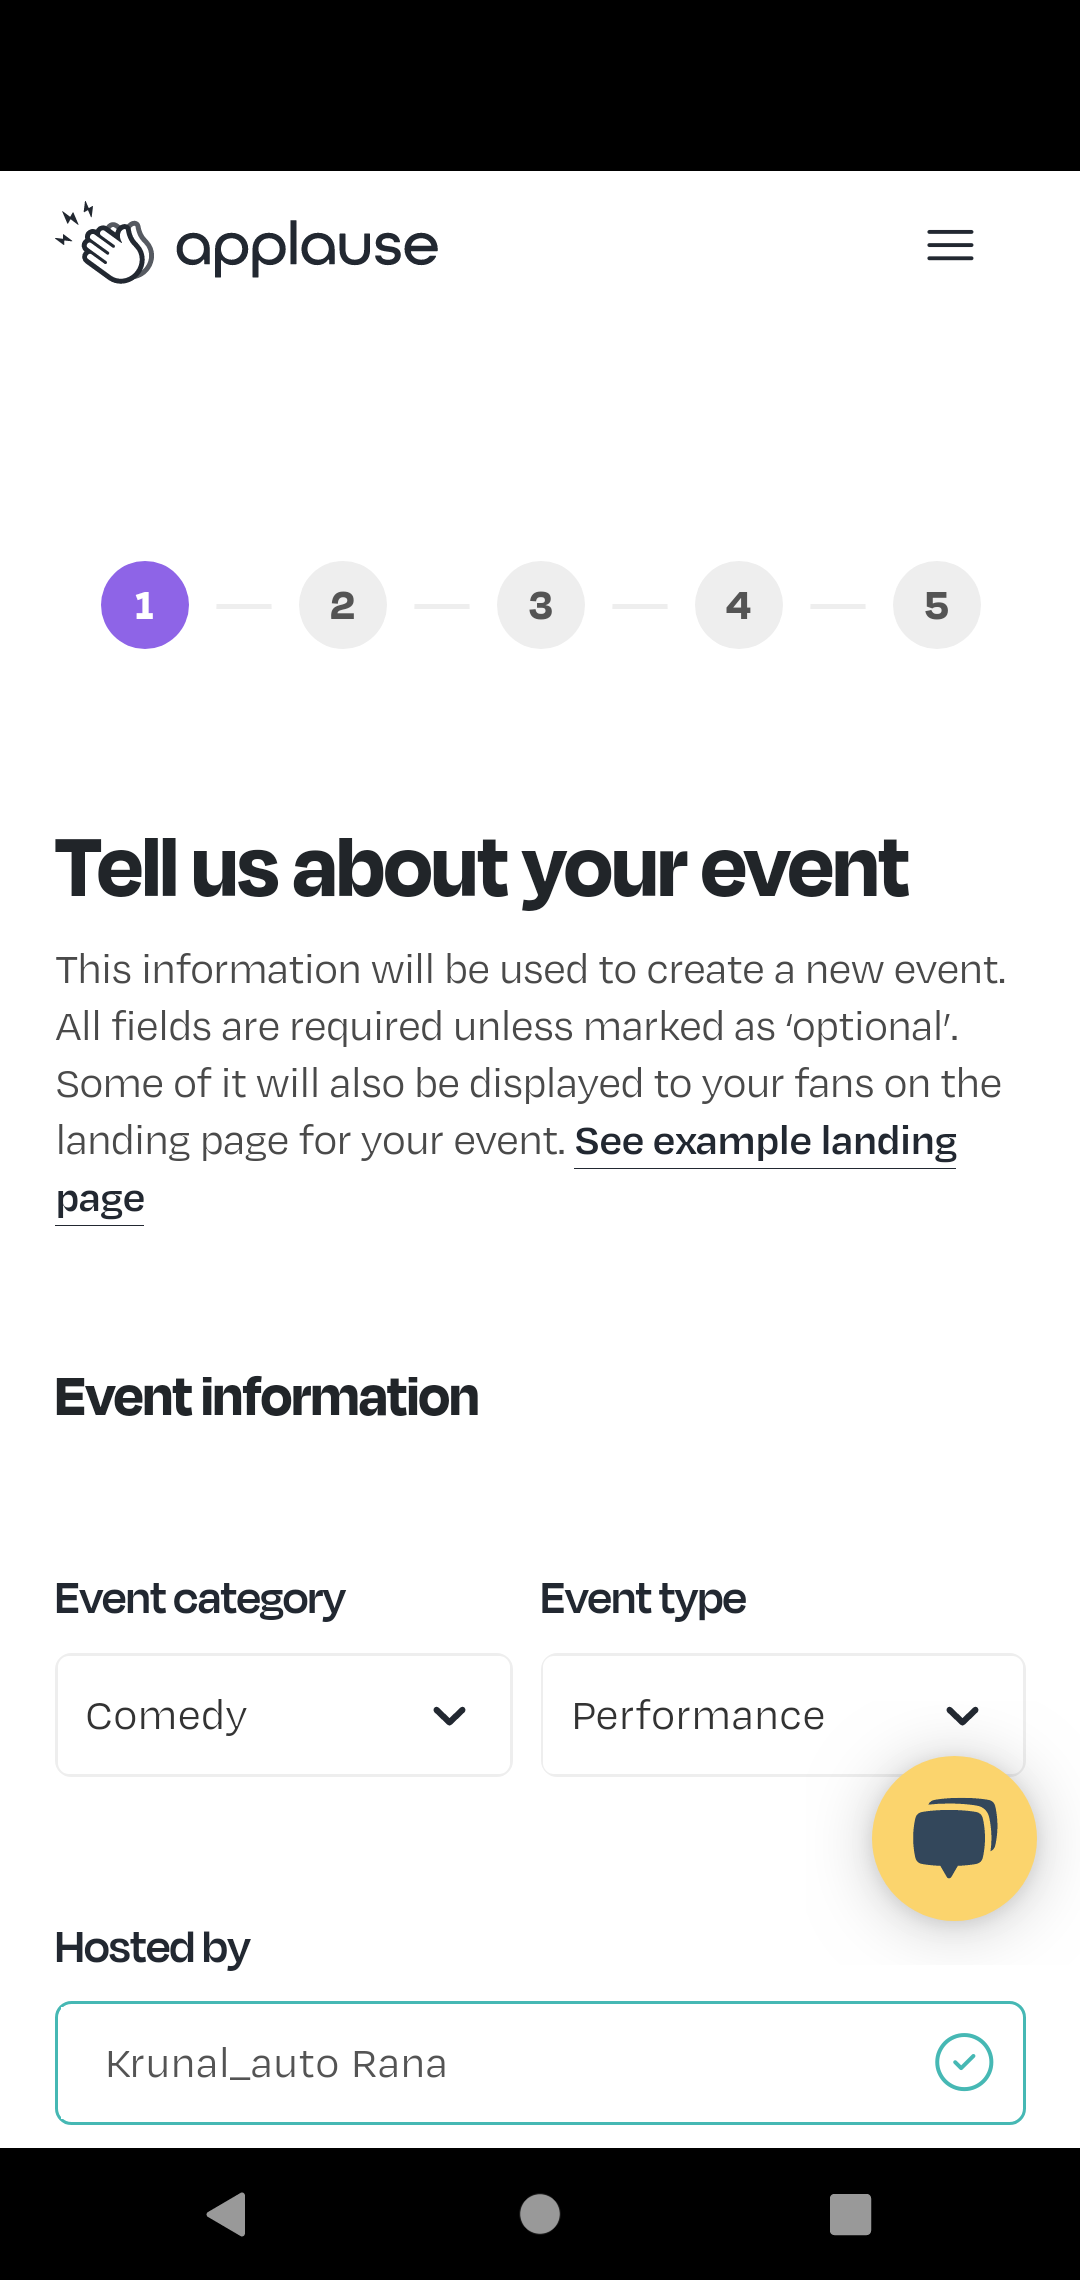 applause
1 2 3 4 5
Tell us about your event
This information will be used to create a new event.
All fields are required unless marked as ‘optional’.
Some of it will also be displayed to your fans on the
landing page for your event. See example landing
page
Event information
Event category Event type
Comedy Performance
Hosted by
Krunal_auto Rana